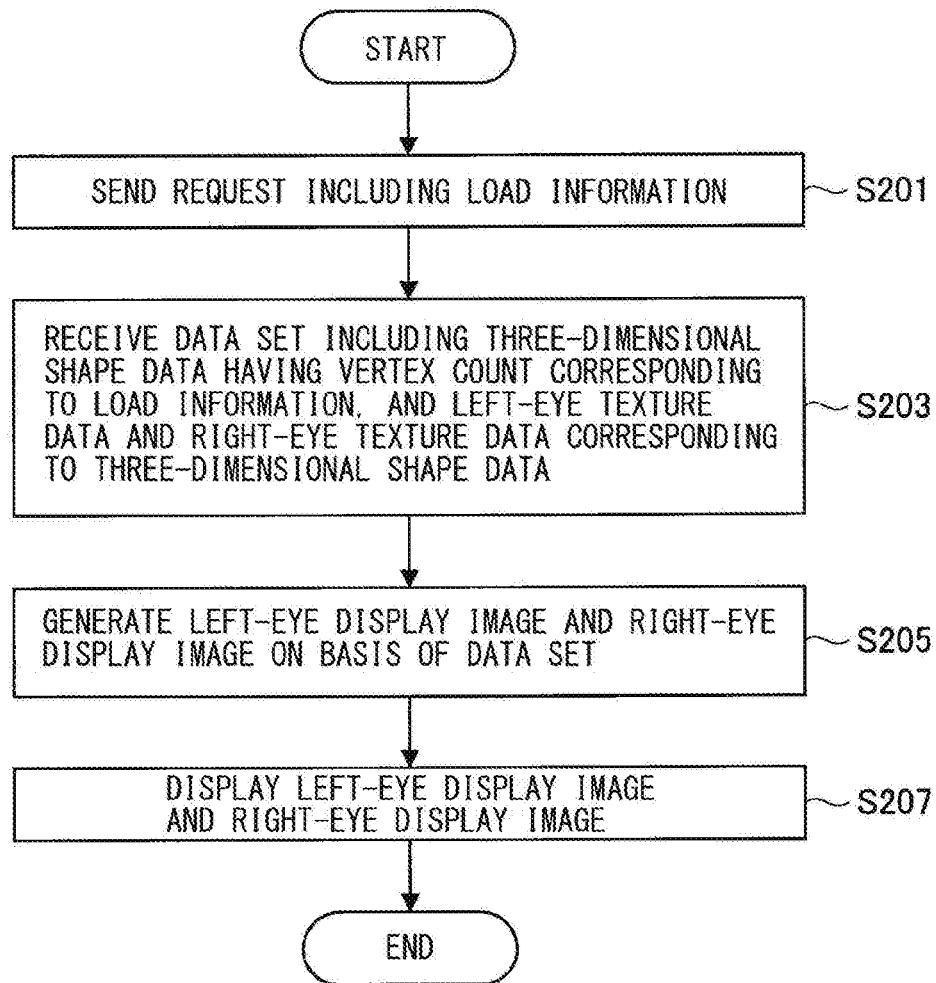 START
SEND REQUEST INCLUDING LOAD INFORMATION
S201
RECEIVE DATA SET INCLUDING THREE-DIMENSIONAL
SHAPE DATA HAVING VERTEX COUNT CORRESPONDING
TO LOAD INFORMATION, AND LEFT-EYE TEXTURE
DATA AND RIGHT-EYE TEXTURE DATA CORRESPONDING
TO THREE-DIMENSIONAL SHAPE DATA
S203
GENERATE LEFT-EYE DISPLAY IMAGE AND RIGHT-EYE
DISPLAY IMAGE ON BASIS OF DATA SET
S205
DISPLAY LEFT-EYE DISPLAY IMAGE
AND RIGHT-EYE DISPLAY IMAGE
S207
END